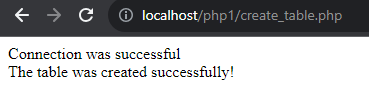 localhost/php1/create_table.php
Connection was successful
The table was created successfully!